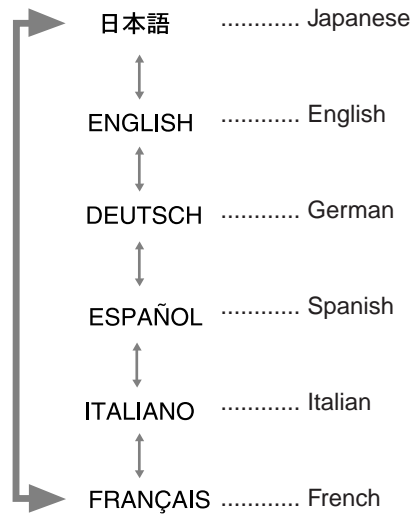 日本語 ............ Japanese
ENGLISH ............ English
DEUTSCH ............ German
ESPAÑOL ............ Spanish
ITALIANO ............ Italian
FRANÇAIS ............ French